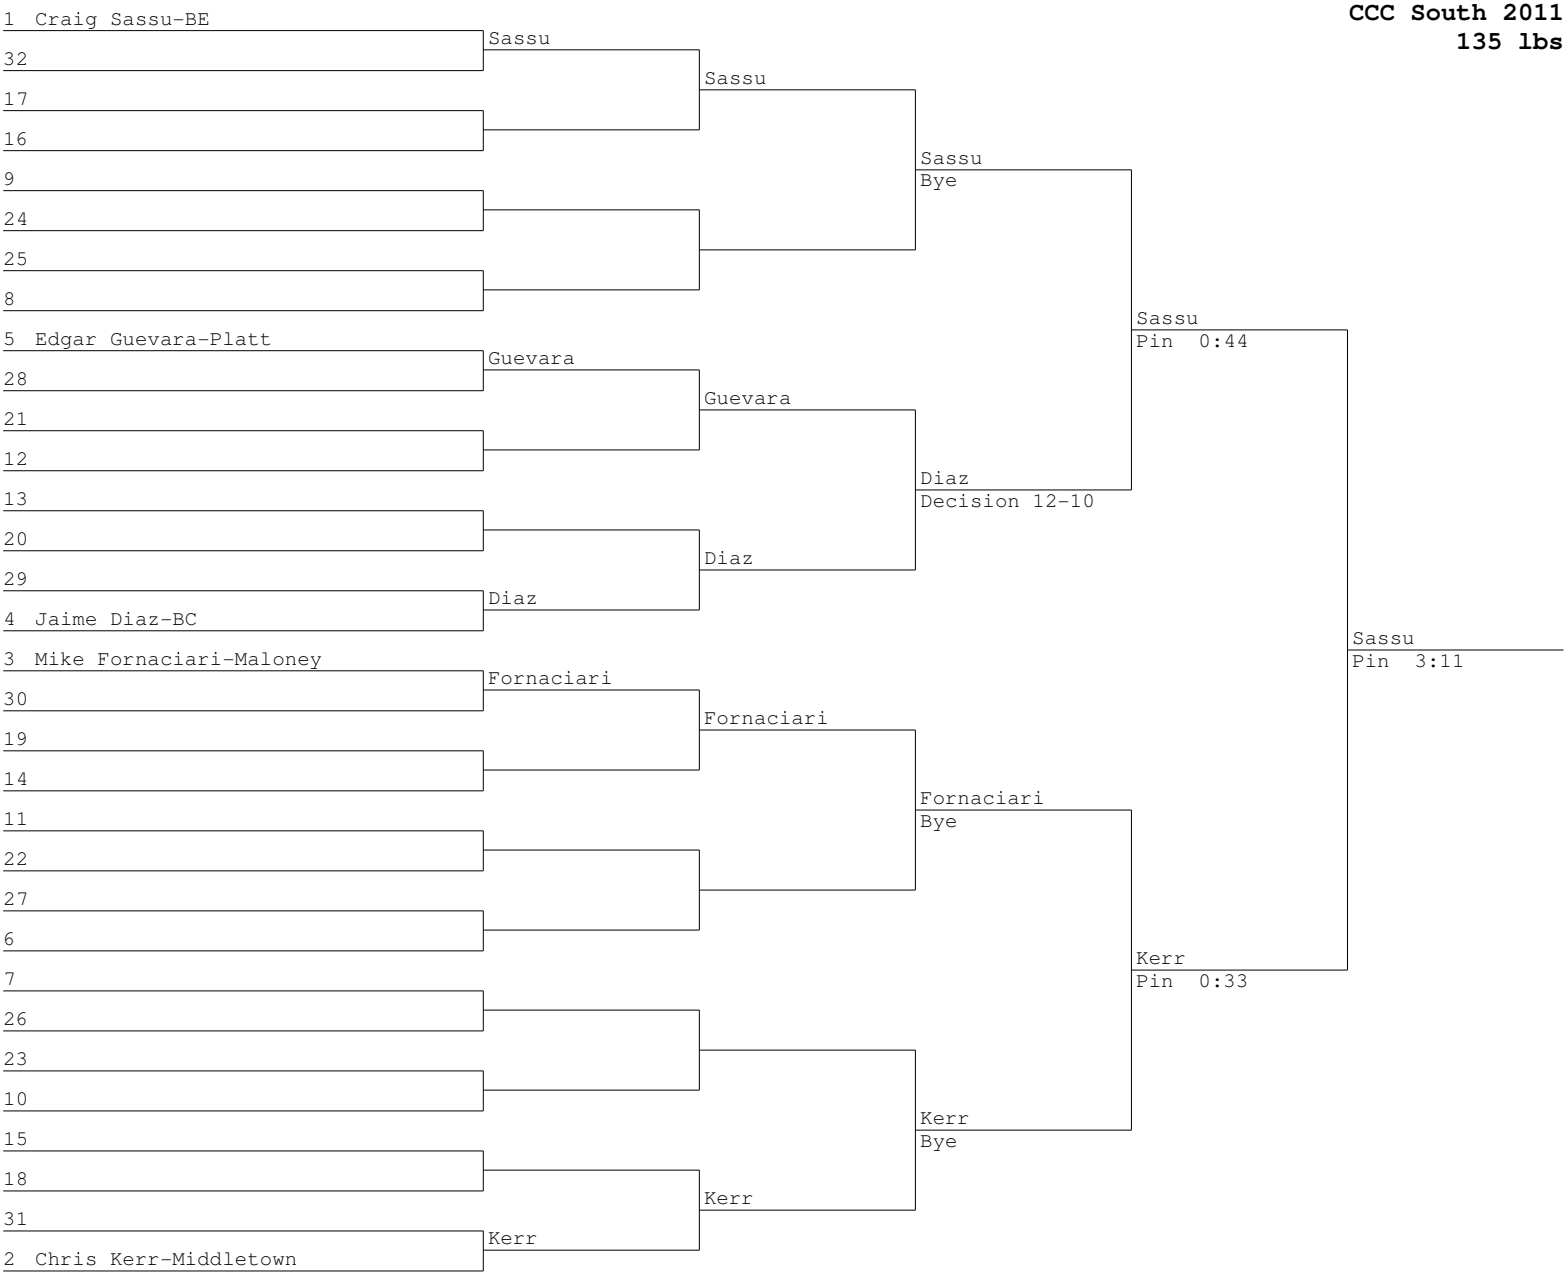 CCC South 2011
135 lbs
1 Craig Sassu-BE
Sassu
32
Sassu
17
16
Sassu
9
Bye
24
25
8
Sassu
5 Edgar Guevara-Platt
Pin 0:44
Guevara
28
Guevara
21
12
Diaz
13
Decision 12-10
20
Diaz
29
Diaz
4 Jaime Diaz-BC
Sassu
3 Mike Fornaciari-Maloney
Pin 3:11
Fornaciari
30
Fornaciari
19
14
Fornaciari
11
Bye
22
27
6
Kerr
7
Pin 0:33
26
23
10
Kerr
15
Bye
18
Kerr
31
Kerr
2 Chris Kerr-Middletown